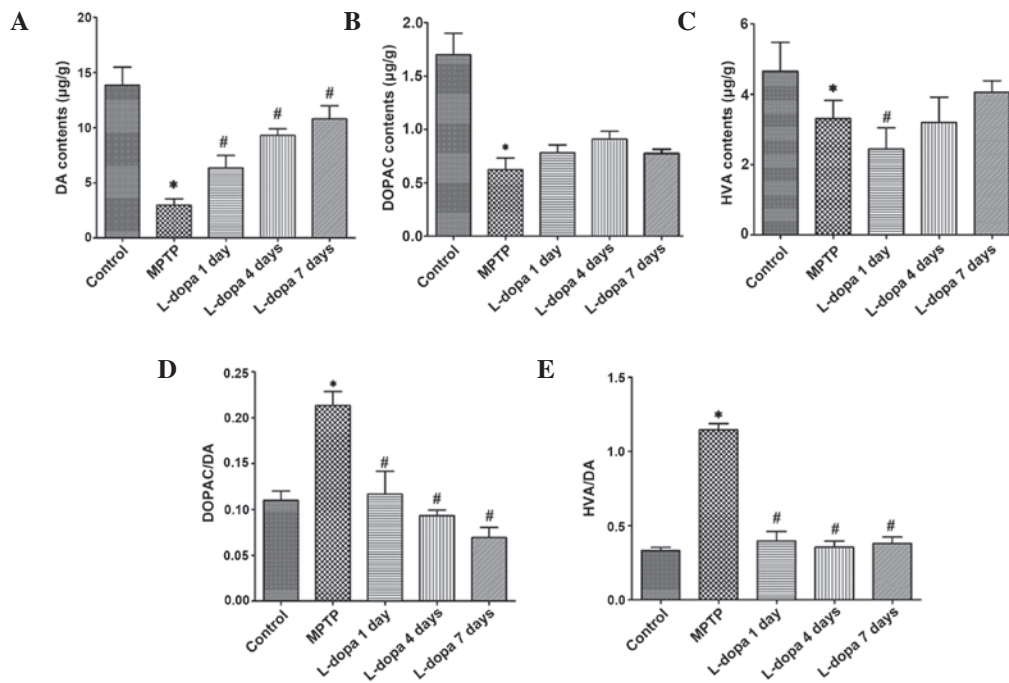 A
DA contents (µg/g)
20
15
10
5
0
*
#
#
#
Control
MPTP
L-dopa 1 day
L-dopa 4 days
L-dopa 7 days
B
DOPAC contents (µg/g)
2.0
1.5
1.0
0.5
0.0
*
Control
MPTP
L-dopa 1 day
L-dopa 4 days
L-dopa 7 days
C
HVA contents (µg/g)
6
4
2
0
*
#
Control
MPTP
L-dopa 1 day
L-dopa 4 days
L-dopa 7 days
D
DOPAC/DA
0.25
0.20
0.15
0.10
0.05
0.00
*
#
#
#
Control
MPTP
L-dopa 1 day
L-dopa 4 days
L-dopa 7 days
E
HVA/DA
1.5
1.0
0.5
0.0
*
#
#
#
Control
MPTP
L-dopa 1 day
L-dopa 4 days
L-dopa 7 days